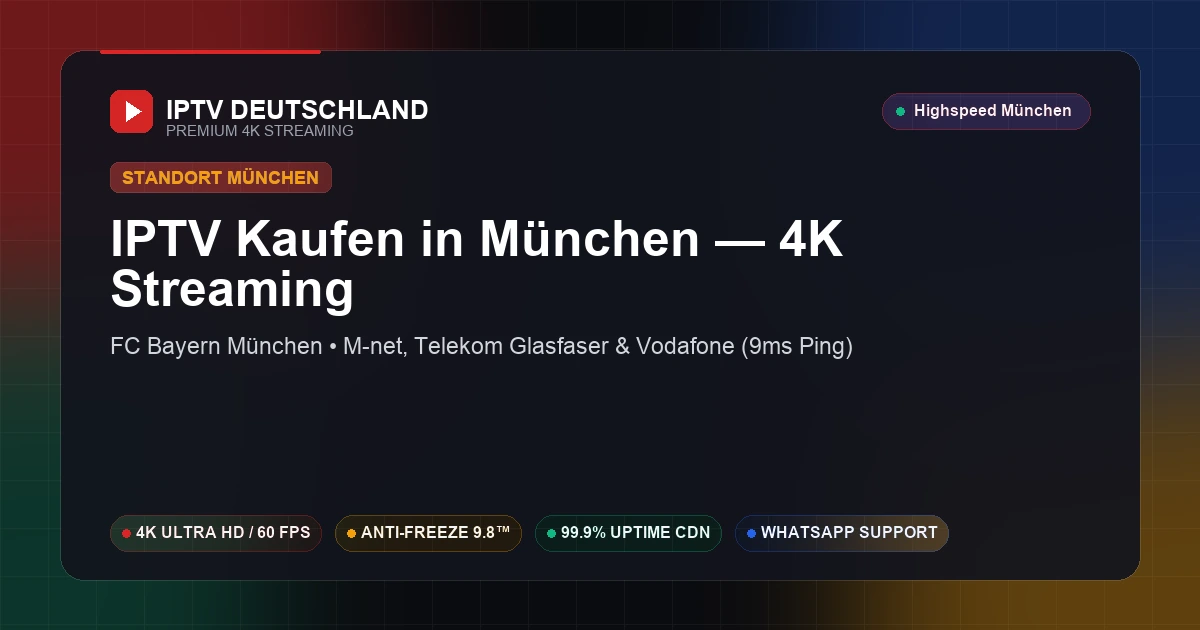 IPTV DEUTSCHLAND
PREMIUM 4K STREAMING
Highspeed München
STANDORT MÜNCHEN
IPTV Kaufen in München — 4K
Streaming
FC Bayern München • M-net, Telekom Glasfaser & Vodafone (9ms Ping)
4K ULTRA HD / 60 FPS
ANTI-FREEZE 9.8™
99.9% UPTIME CDN
WHATSAPP SUPPORT